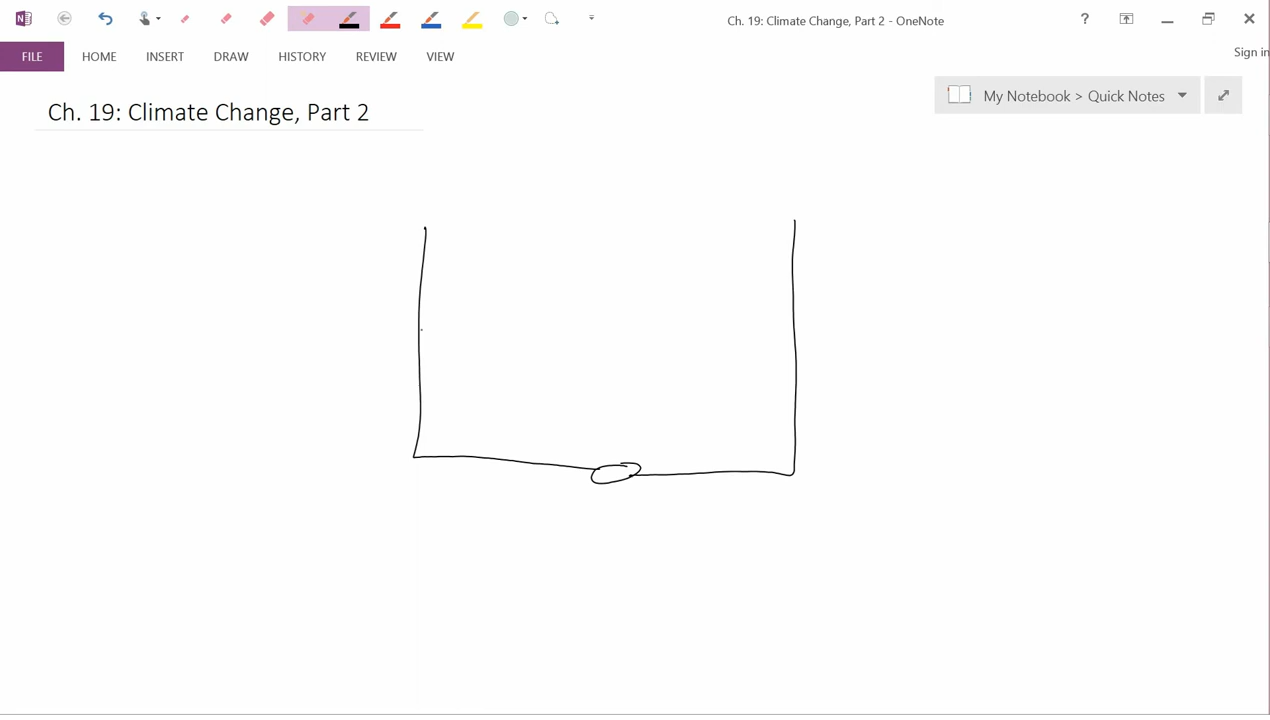 Ch. 19: Climate Change, Part 2 - OneNote
?
FILE HOME INSERT DRAW HISTORY REVIEW VIEW
Sign in
My Notebook > Quick Notes
Ch. 19: Climate Change, Part 2